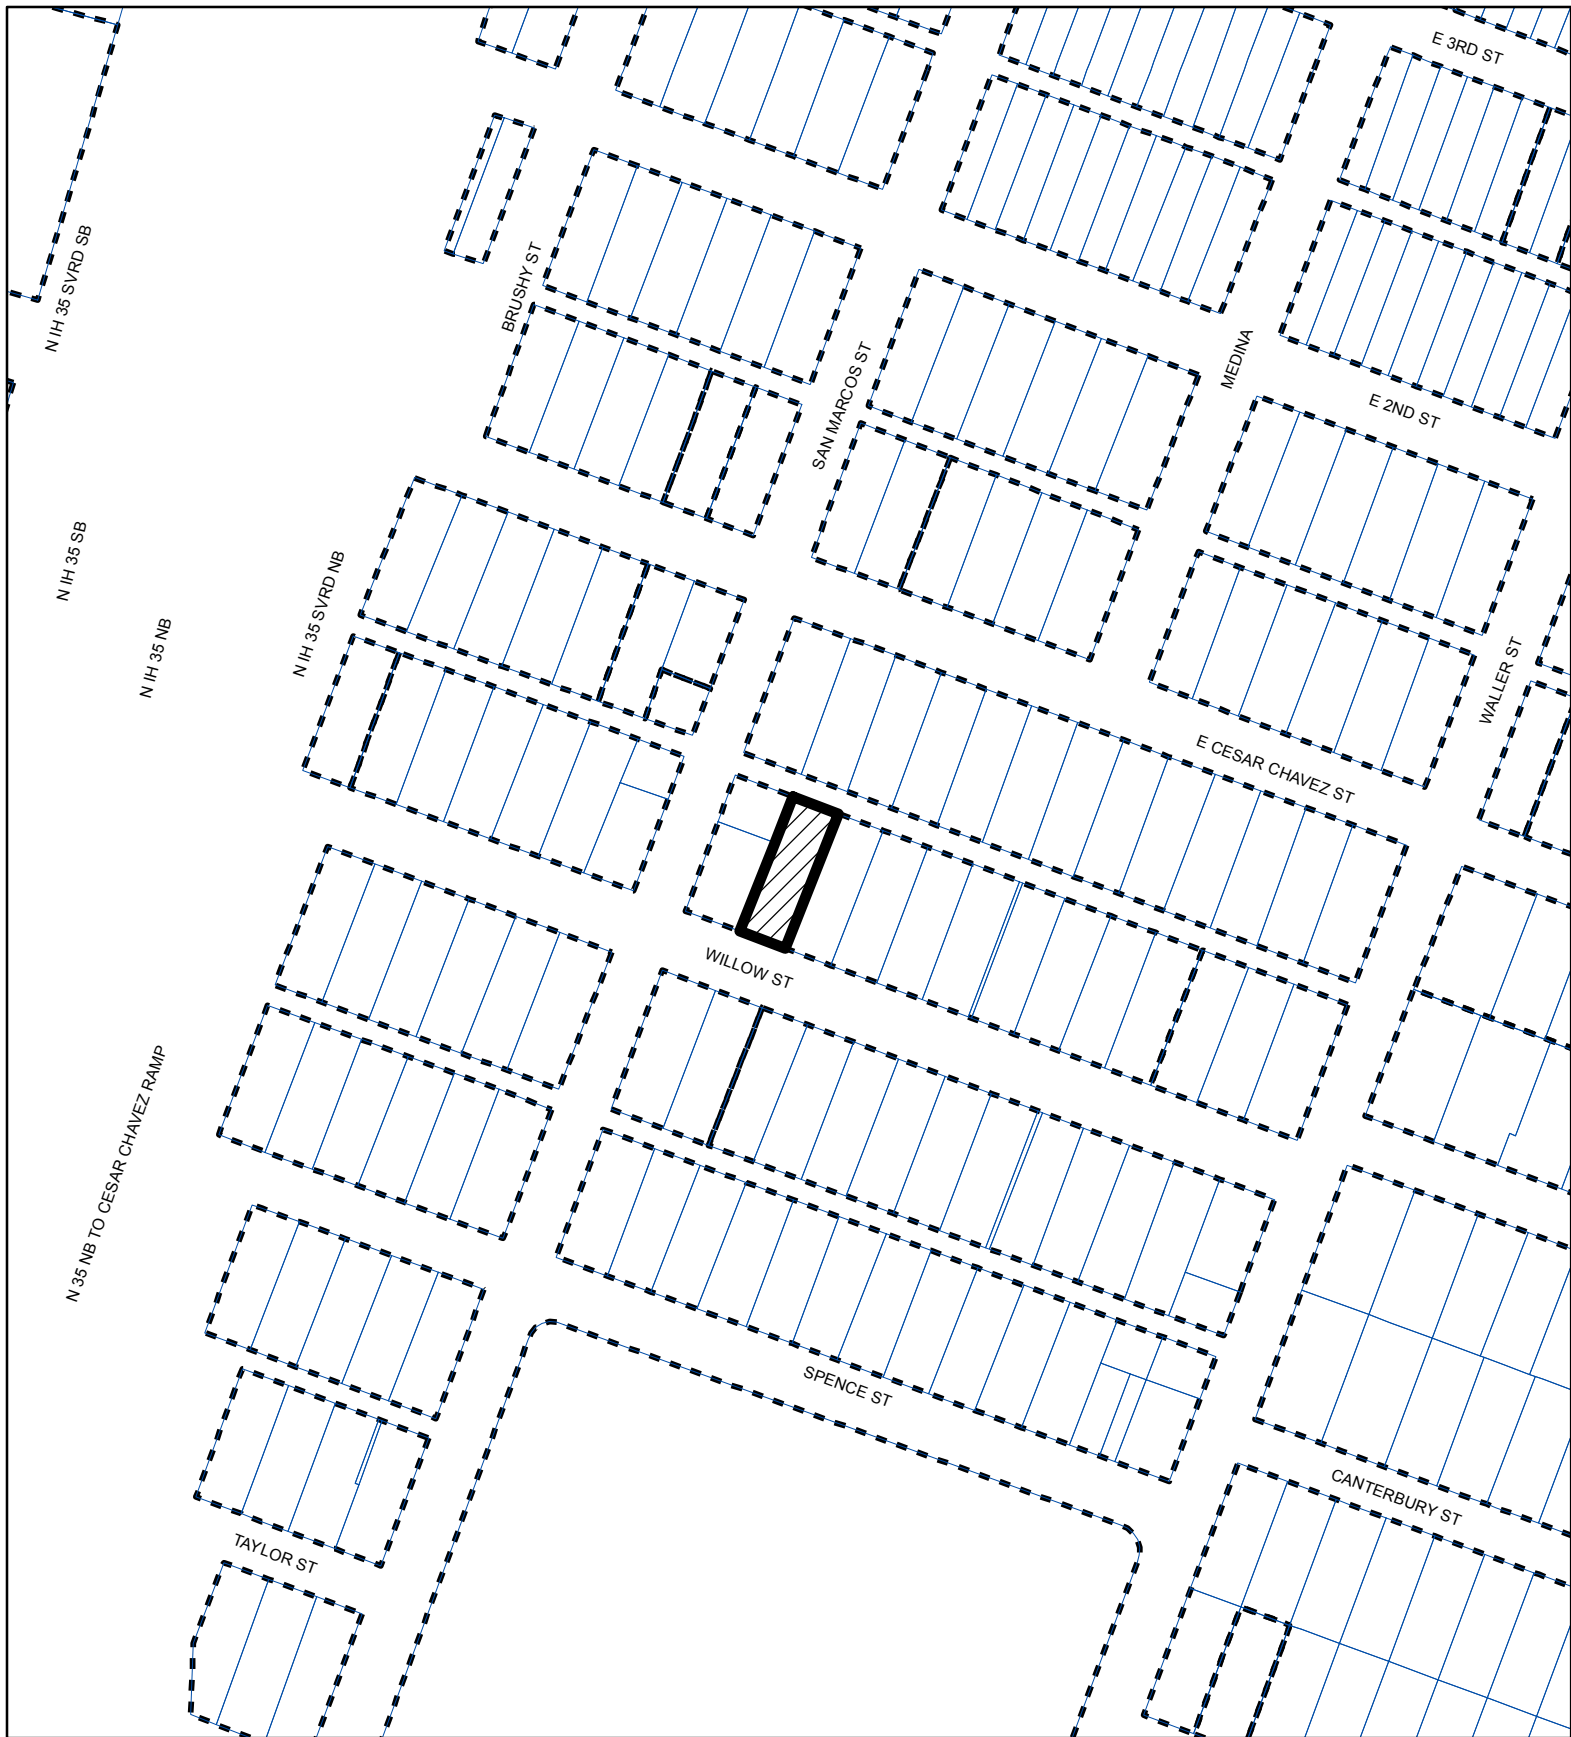 E 3RD ST
N IH 35 SVRD SB
BRUSHY ST
MEDINA
SAN MARCOS ST
E 2ND ST
N IH 35 SB
N IH 35 SVRD NB
N IH 35 NB
WALLER ST
E CESAR CHAVEZ ST
WILLOW ST
N 35 NB TO CESAR CHAVEZ RAMP
SPENCE ST
CANTERBURY ST
TAYLOR ST